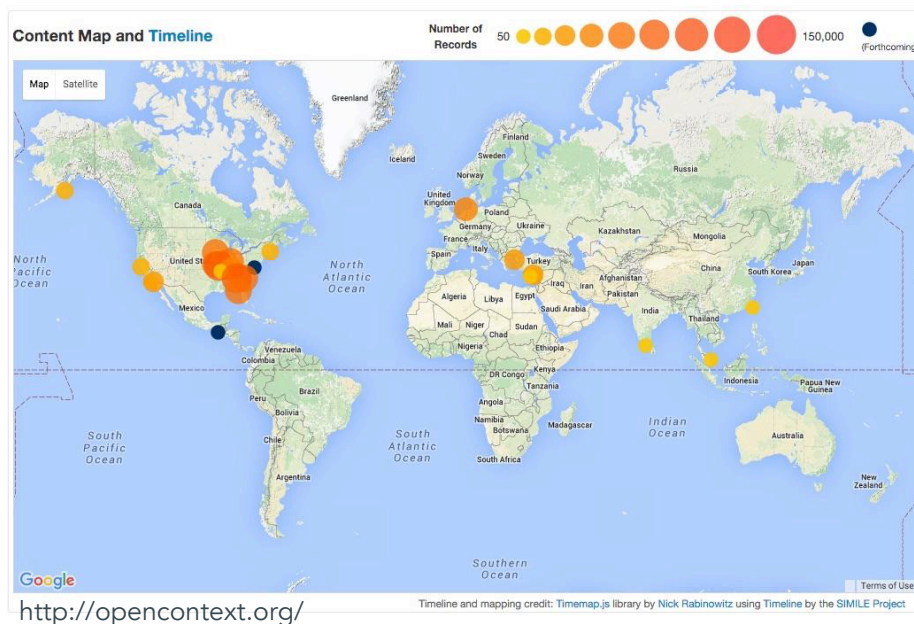 Content Map and Timeline
Number of
Records
50
150,000
(Forthcoming
Map
Satellite
Greenland
Iceland
Finland
Sweden
Norway
Russia
Canada
United
Kingdom
Poland
Germany
Ukraine
France
Italy
Spain
Kazakhstan
Mongolia
North
Pacific
Ocean
United Sta
North
Atlantic
Ocean
Turkey
Iraq
Iran
Afghanistan
Pakistan
China
South Korea
Japan
Mexico
Algeria
Libya
Egypt
Saudi Arabia
India
Thailand
Mali
Niger
Chad
Sudan
Nigeria
Ethiopia
Venezuela
Colombia
Kenya
DR Congo
Tanzania
Indonesia
Papua New
Guinea
Brazil
Peru
Bolivia
Angola
Namibia
Botswana
Madagascar
South
Pacific
Ocean
Chile
South
Atlantic
Ocean
South Africa
Indian
Ocean
Australia
Argentina
New
Zealand
Southern
Ocean
Google
Terms of Use
Timeline and mapping credit: Timemap.js library by Nick Rabinowitz using Timeline by the SIMILE Project
http://opencontext.org/